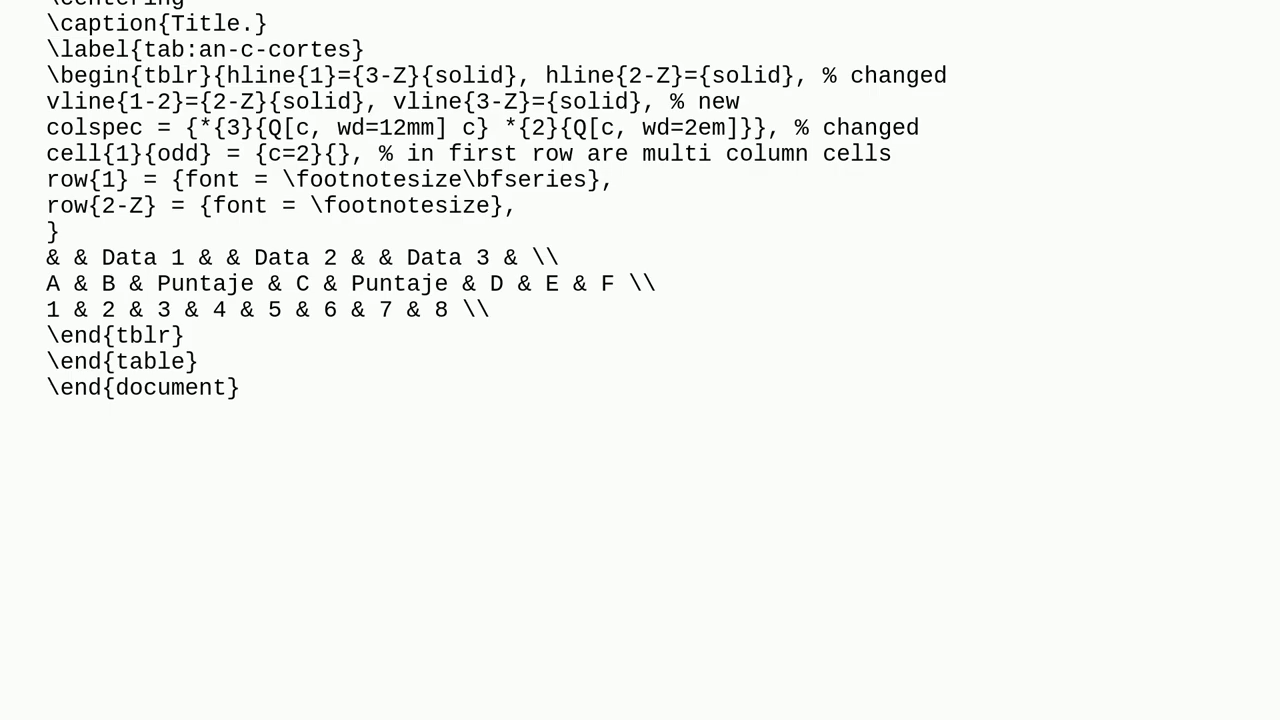 \centering
\caption{Title.}
\label{tab:an-c-cortes}
\begin{tblr}{hline{1}={3-Z}{solid}, hline{2-Z}={solid}, % changed
vline{1-2}={2-Z}{solid}, vline{3-Z}={solid}, % new
colspec = {*{3}{Q[c, wd=12mm] c} *{2}{Q[c, wd=2em]}}, % changed
cell{1}{odd} = {c=2}{}, % in first row are multi column cells
row{1} = {font = \footnotesize\bfseries},
row{2-Z} = {font = \footnotesize},
}
& & Data 1 & & Data 2 & & Data 3 & \\
A & B & Puntaje & C & Puntaje & D & E & F \\
1 & 2 & 3 & 4 & 5 & 6 & 7 & 8 \\
\end{tblr}
\end{table}
\end{document}